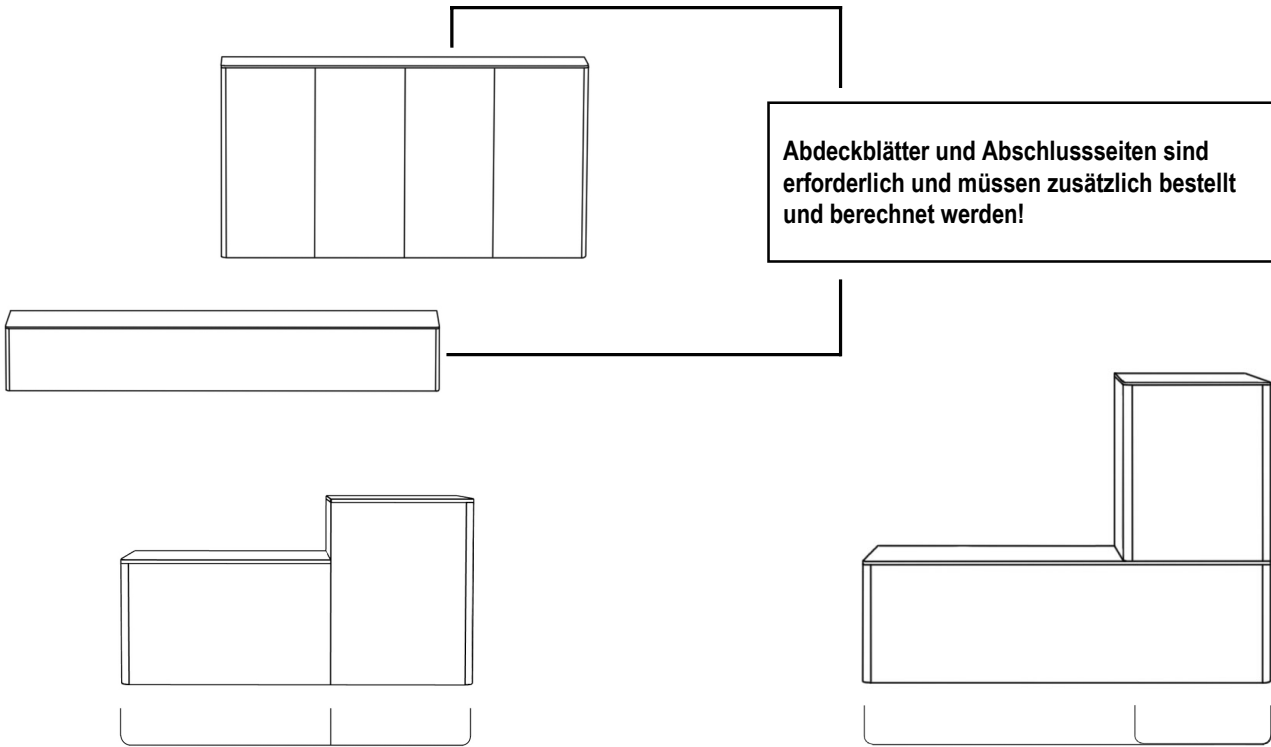 Abdeckblätter und Abschlussseiten sind
erforderlich und müssen zusätzlich bestellt
und berechnet werden!